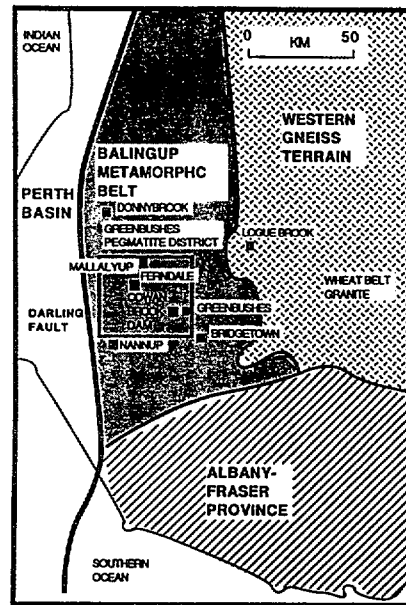 INDIAN
OCEAN
0 50
KM
WESTERN
GNEISS
TERRAIN
BALINGUP
METAMORPHC
BELT
PERTH
BASIN
DONNYBROOK
GREENBUSHES
PEGMATITE DISTRICT
LOGUE BROOK
MALLALYUP
FERNDALE
WHEAT BELT
GRANITE
COWAN
BROOK
DAM
GREENBUSHES
DARLING
FAULT
BRIDGETOWN
NANNUP
ALBANY-
FRASER
PROVINCE
SOUTHERN
OCEAN